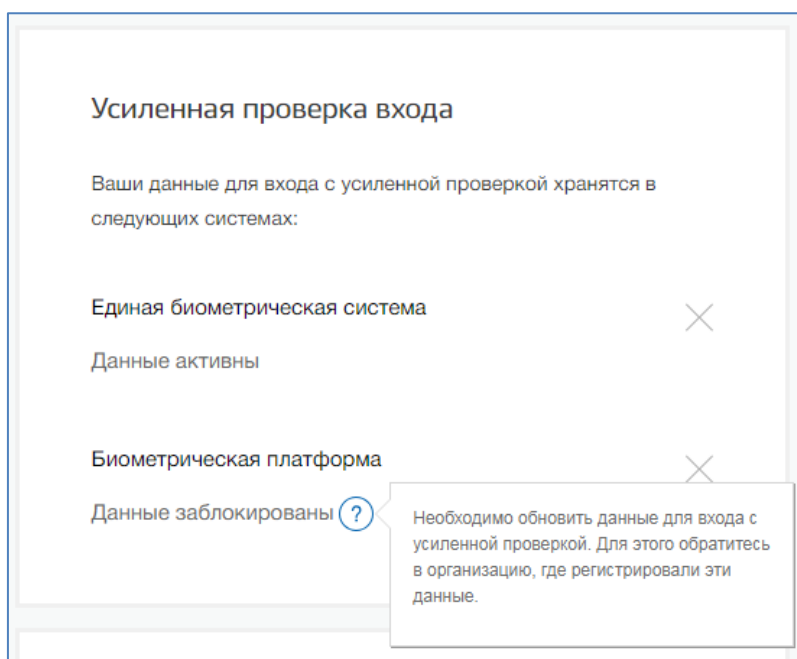 Усиленная проверка входа
Ваши данные для входа с усиленной проверкой хранятся в
следующих системах:
Единая биометрическая система
Данные активны
Биометрическая платформа
Данные заблокированы ?
Необходимо обновить данные для входа с
усиленной проверкой. Для этого обратитесь
в организацию, где регистрировали эти
данные.